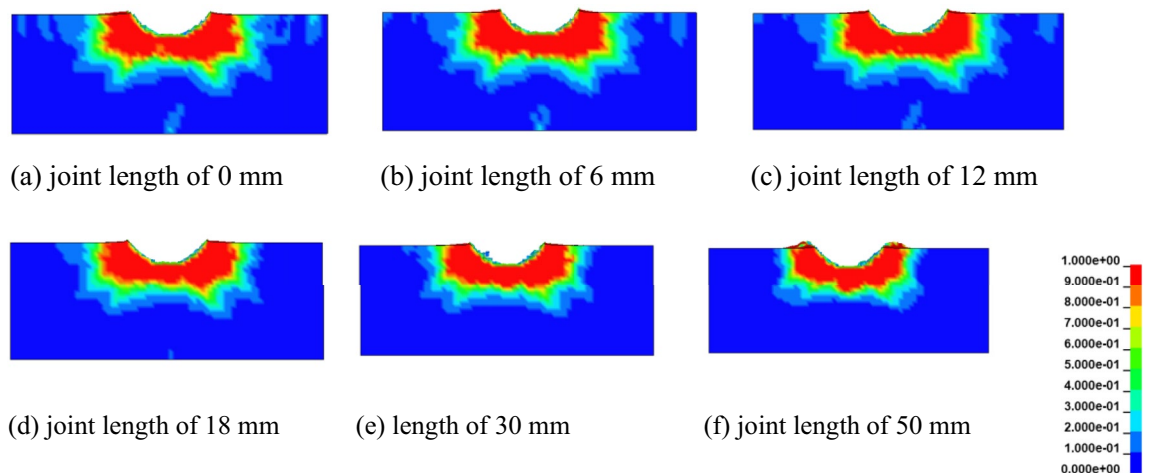 (a) joint length of 0 mm
(b) joint length of 6 mm
(c) joint length of 12 mm
(d) joint length of 18 mm
(e) length of 30 mm
(f) joint length of 50 mm
1.000e+00
9.000e-01
8.000e-01
7.000e-01
6.000e-01
5.000e-01
4.000e-01
3.000e-01
2.000e-01
1.000e-01
0.000e+00